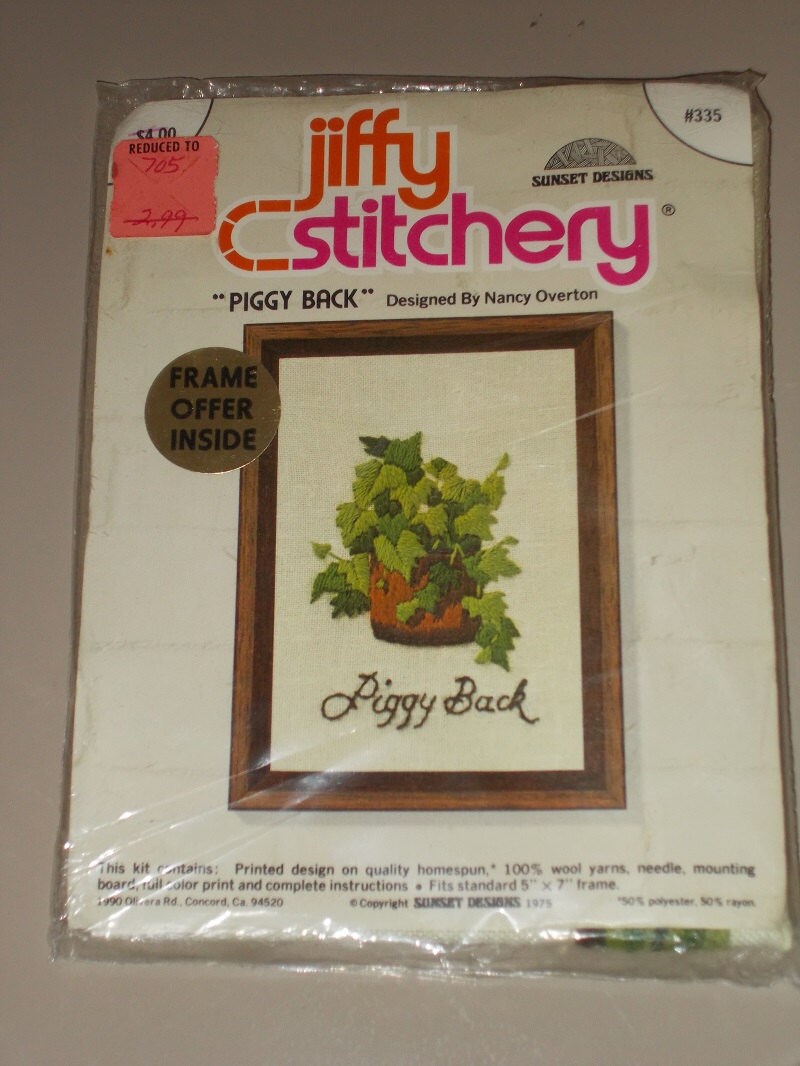 $4.00
REDUCED TO
705
2.99
#335
jiffy
stitchery ®
SUNSET DESIGNS
"PIGGY BACK" Designed By Nancy Overton
FRAME
OFFER
INSIDE
Piggy Back
This kit contains: Printed design on quality homespun,* 100% wool yarns, needle, mounting
board, full color print and complete instructions • Fits standard 5" x 7" frame.
1990 Olivera Rd., Concord, Ca. 94520 © Copyright SUNSET DESIGNS 1975 *50% polyester, 50% rayon